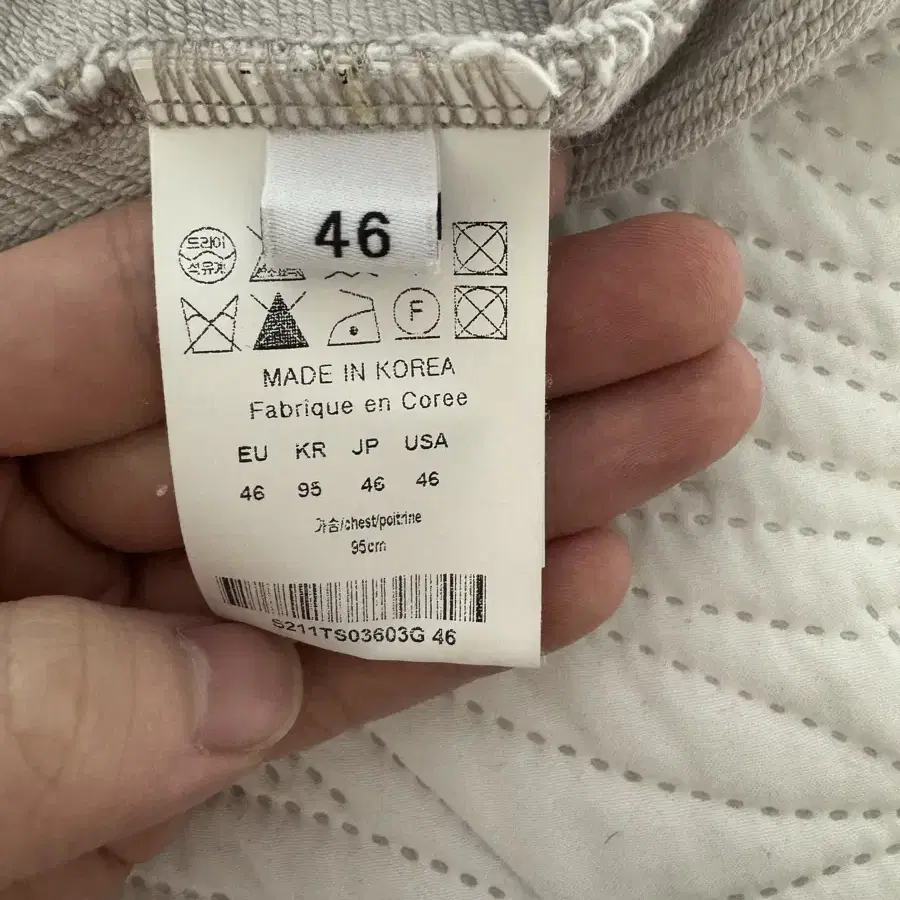 46
드라이
석유계
F
MADE IN KOREA
Fabrique en Coree
EU KR JP USA
46 95 46 46
가슴/chest/poitrine
95cm
S211TS03603G 46